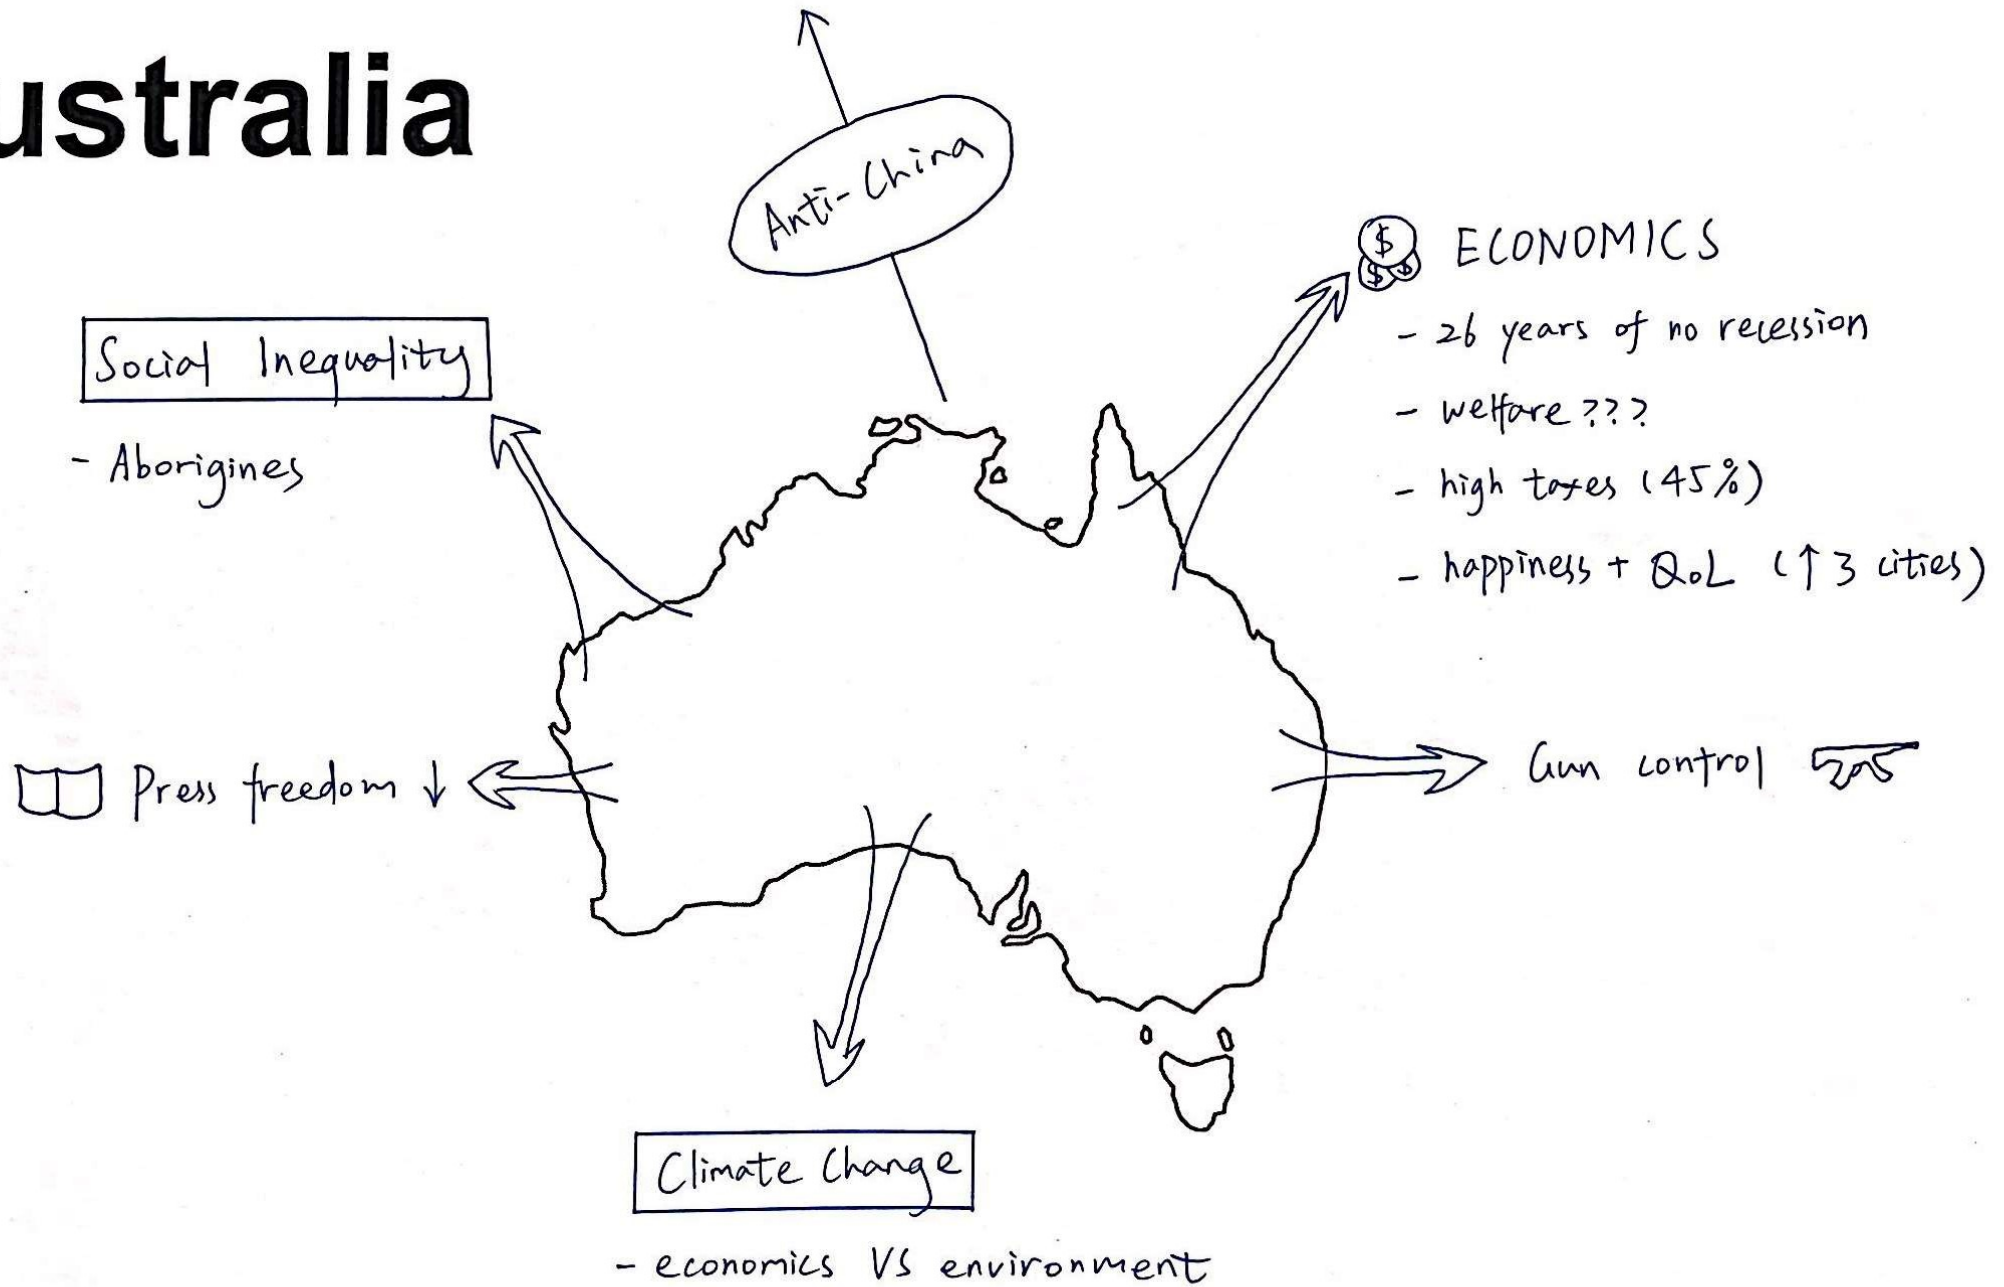 ustralia
Anti-China
$ $ $ ECONOMICS
- 26 years of no recession
- welfare ???
- high taxes (45%)
- happiness + QoL (↑3 cities)
Social Inequality
- Aborigines
Press freedom ↓
Gun control
Climate Change
- economics VS environment